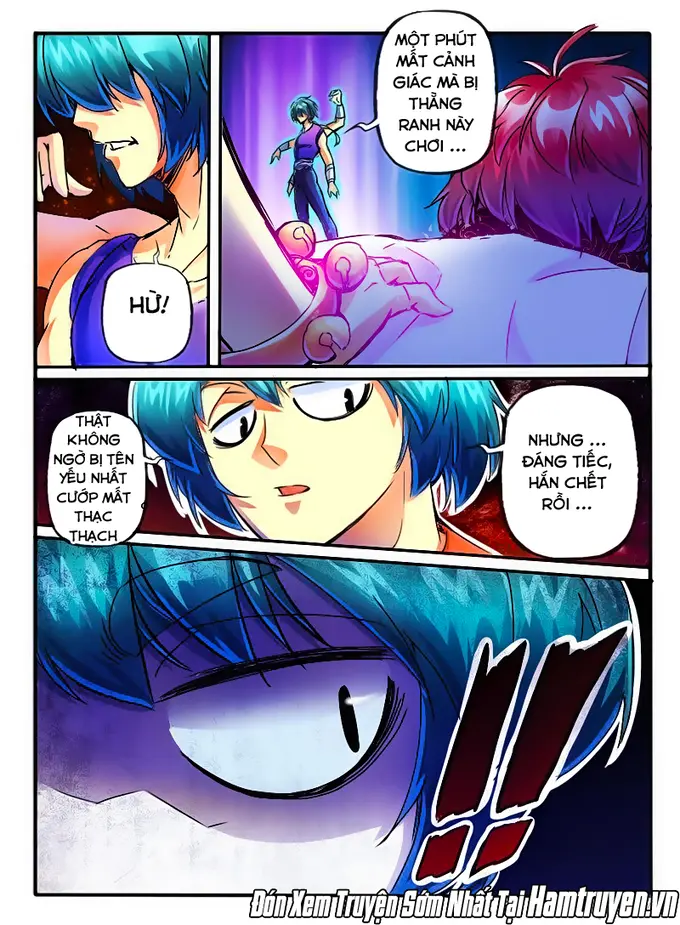 HỪ!
MỘT PHÚT
MẤT CẢNH
GIÁC MÀ BỊ
THẰNG
RANH NÀY
CHƠI ...
THẬT
KHÔNG
NGỜ BỊ TÊN
YẾU NHẤT
CƯỚP MẤT
THẠC
THẠCH
NHƯNG ...
ĐÁNG TIẾC,
HẮN CHẾT
RỒI ...
!!
Đón Xem Truyện Sớm Nhất Tại Hamtruyen.vn